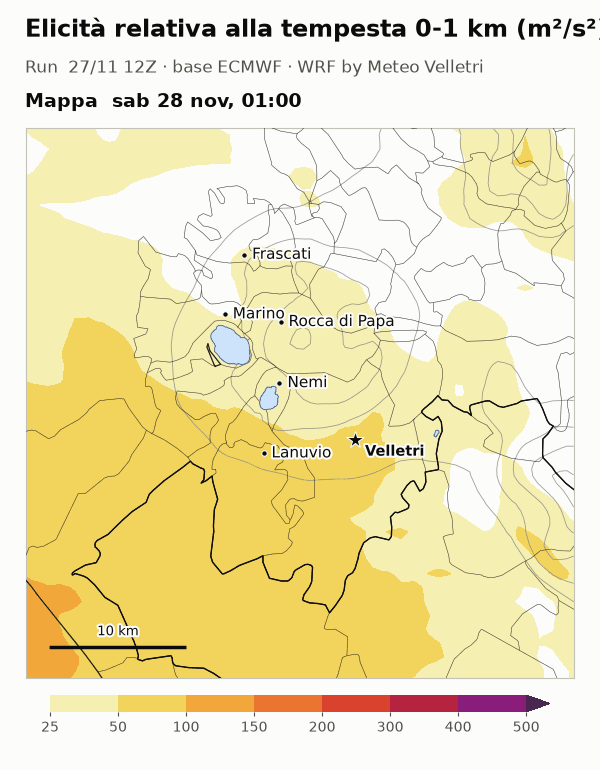 Elicità relativa alla tempesta 0-1 km (m²/s²)
Run 27/11 12Z · base ECMWF · WRF by Meteo Velletri
Mappa sab 28 nov, 01:00
Frascati
Marino
Rocca di Papa
Nemi
Velletri
Lanuvio
10 km
25 50 100 150 200 300 400 500